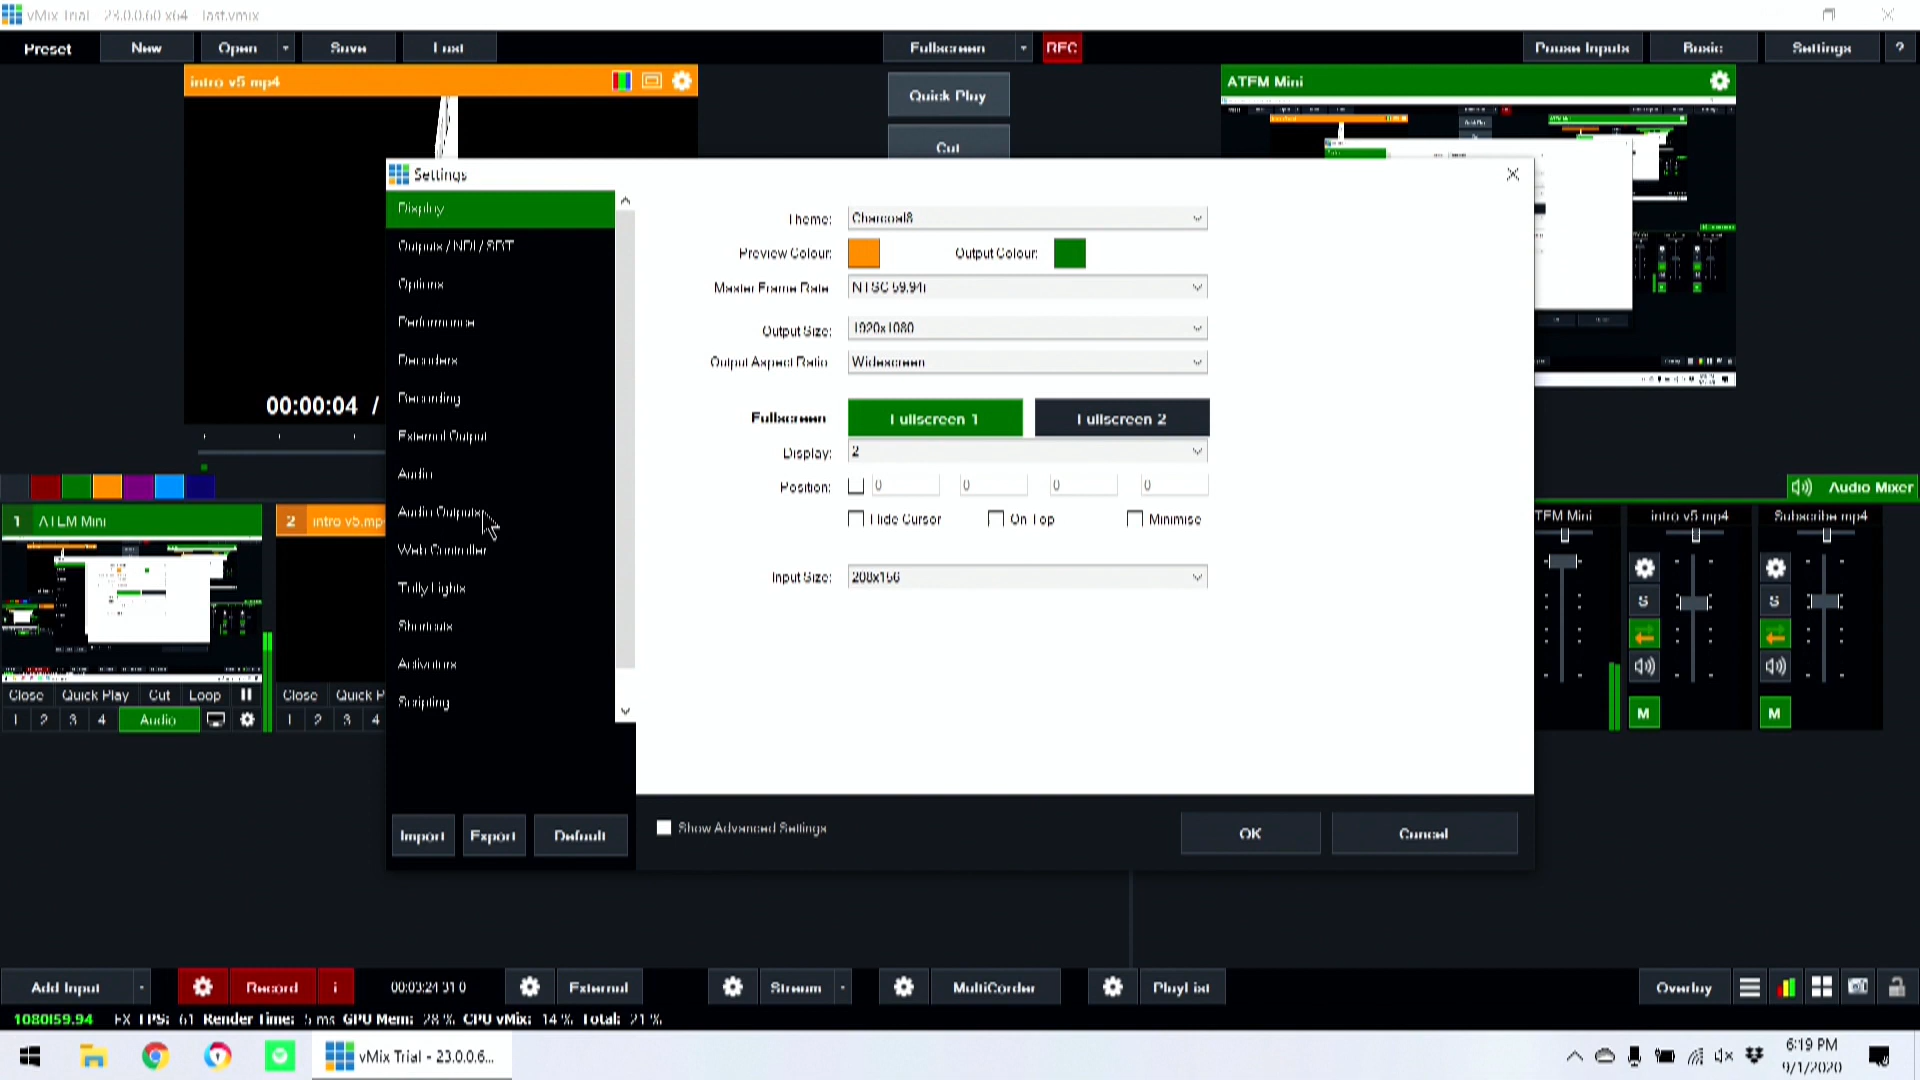 vMix Trial - 23.0.0.60 x64 - last.vmix
Preset
New
Open
Save
Last
Fullscreen
REC
Pause Inputs
Basic
Settings
?
intro v5 mp4
Quick Play
Cut
ATEM Mini
00:00:04 /
Settings
Display
Outputs / NDI / SRT
Options
Performance
Decoders
Recording
External Output
Audio
Audio Outputs
Web Controller
Tally Lights
Shortcuts
Activators
Scripting
Import
Export
Default
Theme:
Charcoal8
Preview Colour:
Output Colour:
Master Frame Rate
NTSC 59.94i
Output Size:
1920x1080
Output Aspect Ratio
Widescreen
Fullscreen
Fullscreen 1
Fullscreen 2
Display:
2
Position:
0
0
0
0
Hide Cursor
On Top
Minimise
Input Size:
208x156
Show Advanced Settings
OK
Cancel
1 ATEM Mini
2 intro v5.mp
Close Quick Play Cut Loop
1 2 3 4 Audio
Close Quick P
1 2 3 4
Audio Mixer
TEM Mini
intro v5 mp4
Subscribe mp4
S
S
M
M
Add Input
Record
i
00:03:24
External
Stream
MultiCorder
PlayList
Overlay
1080i59.94 EX FPS: 61 Render Time: 5 ms GPU Mem: 28 % CPU vMix: 14 % Total: 21 %
vMix Trial - 23.0.0.6...
6:19 PM
9/1/2020